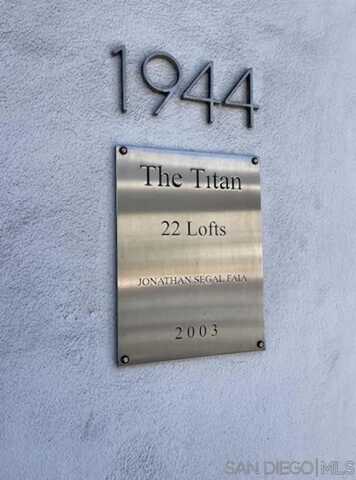 1944
The Titan
22 Lofts
JONATHAN SEGAL FAIA
2003
SAN DIEGO MLS